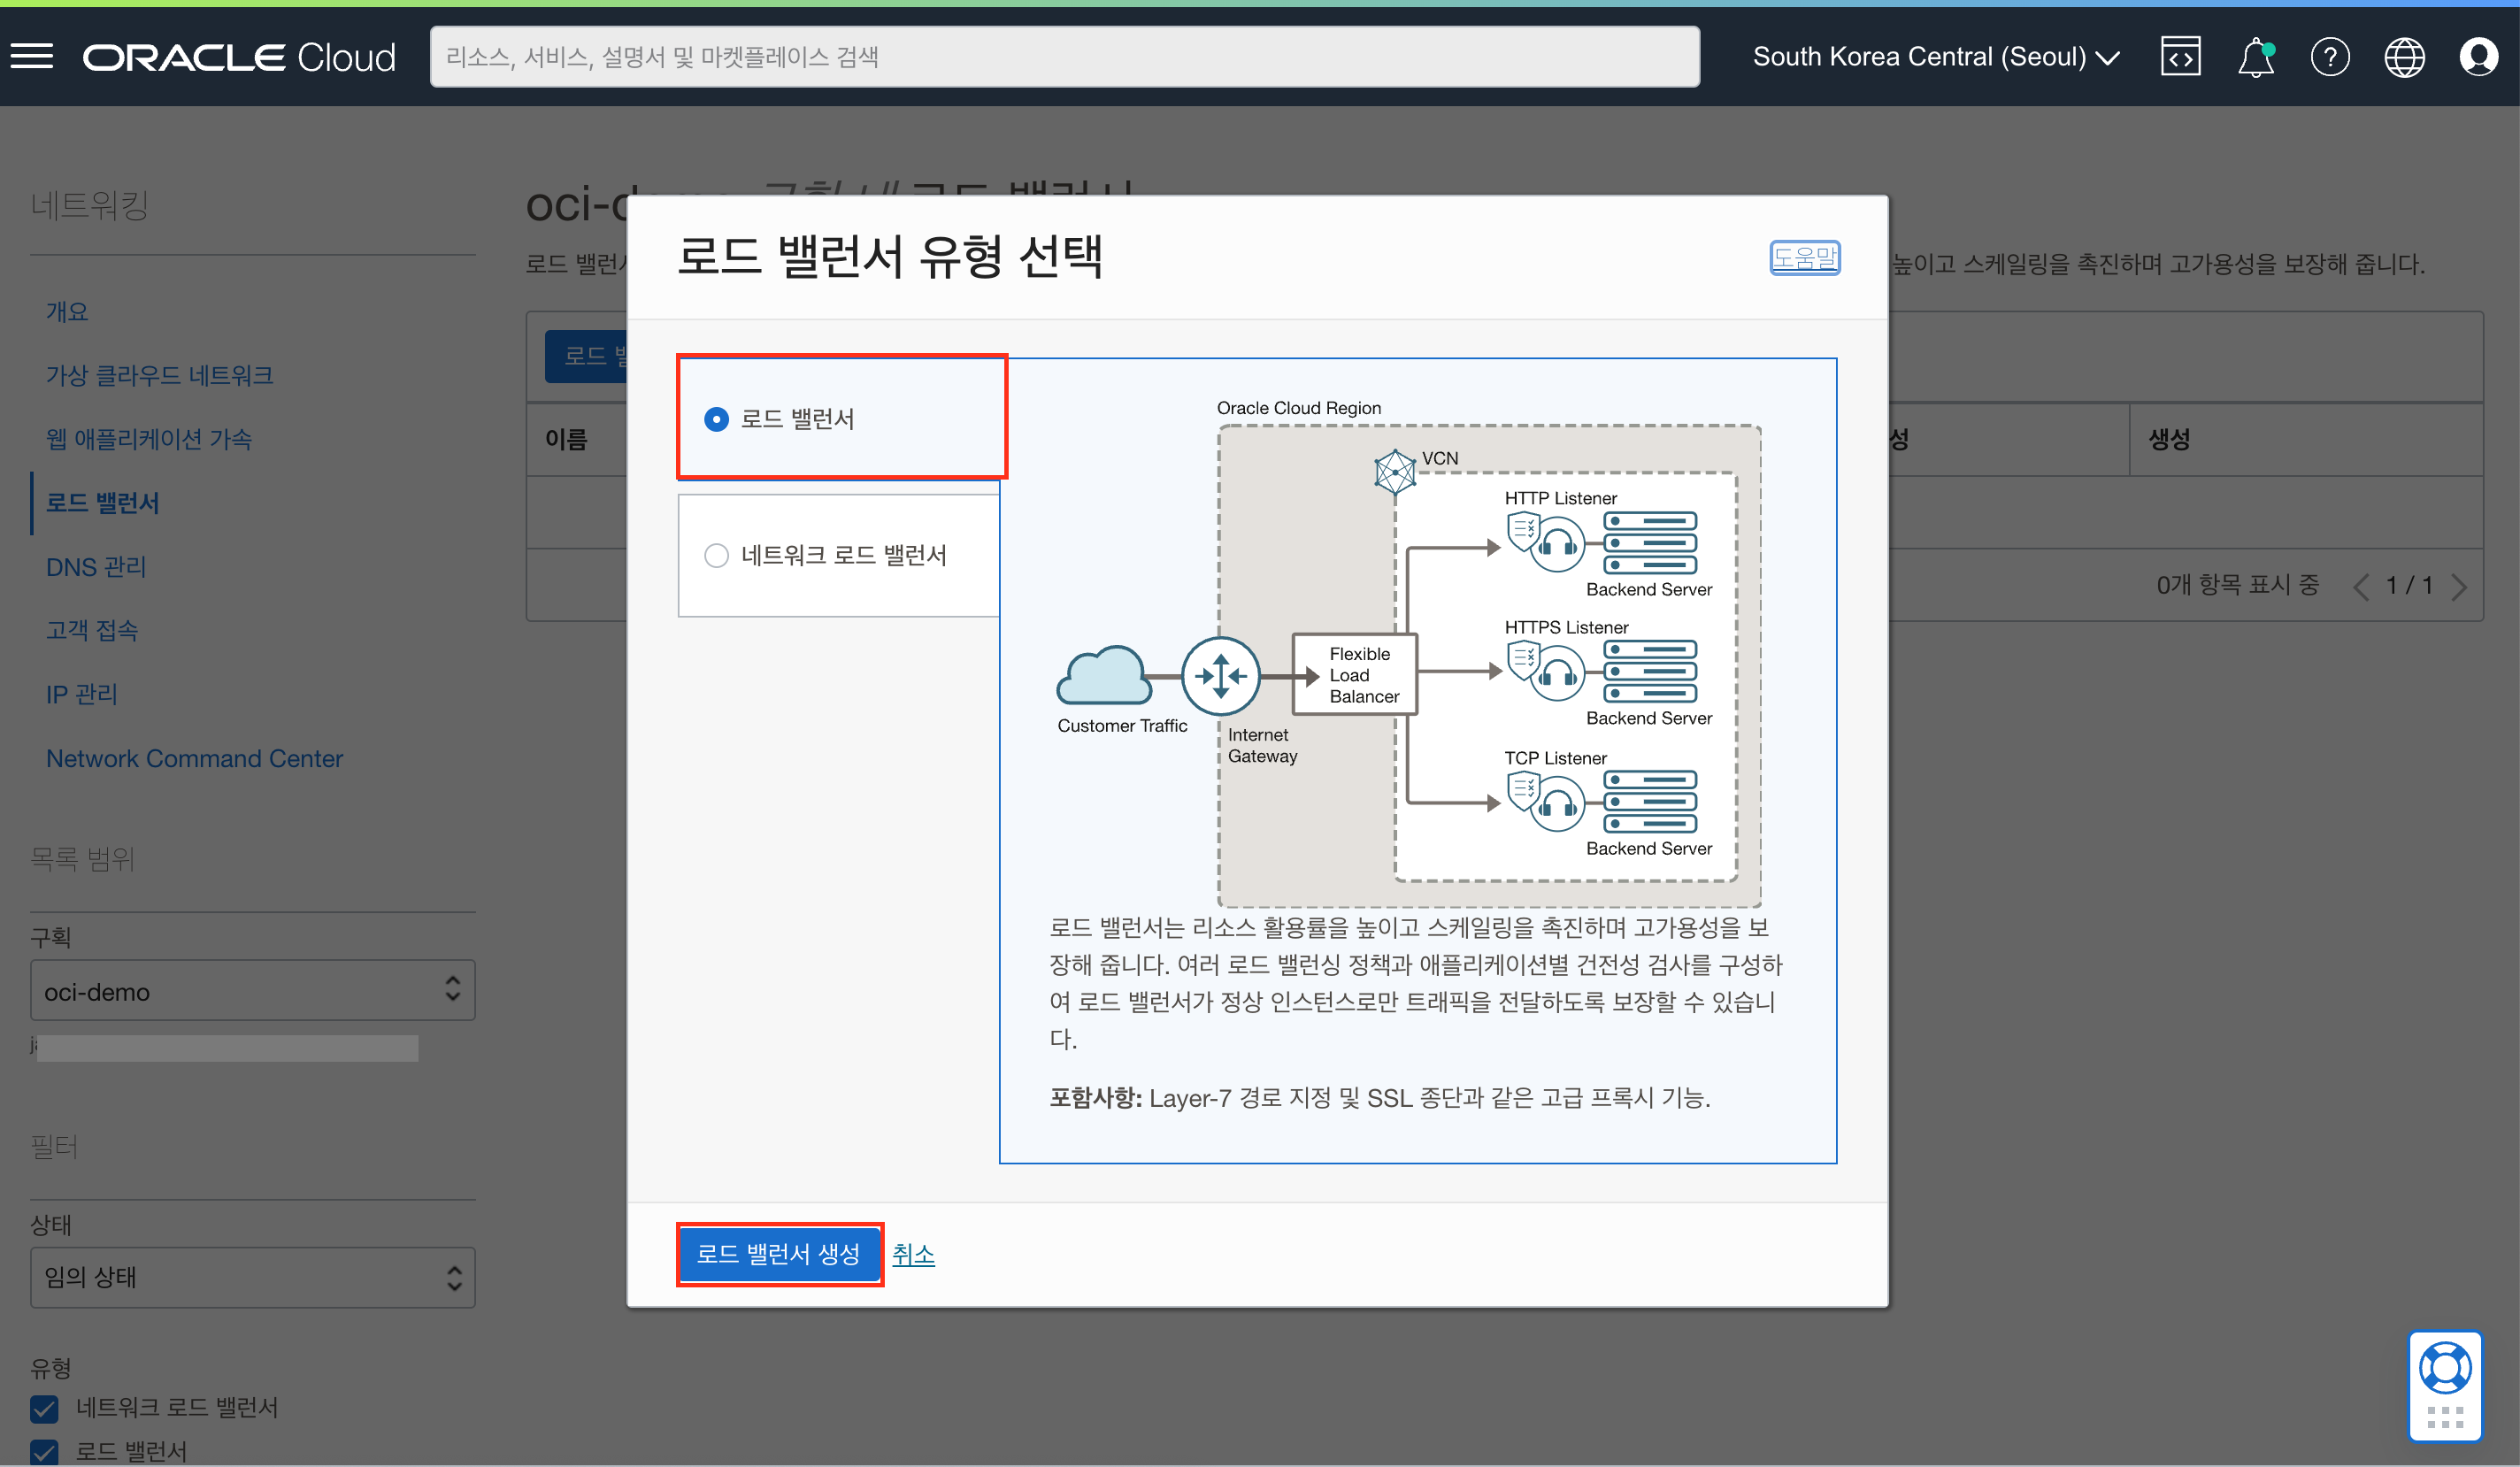 ORACLE Cloud
리소스, 서비스, 설명서 및 마켓플레이스 검색
South Korea Central (Seoul)
네트워킹
개요
가상 클라우드 네트워크
웹 애플리케이션 가속
로드 밸런서
DNS 관리
고객 접속
IP 관리
Network Command Center
목록 범위
구획
oci-demo
필터
상태
임의 상태
유형
네트워크 로드 밸런서
로드 밸런서
로드 밸런서
높이고 스케일링을 촉진하며 고가용성을 보장해 줍니다.
로드
이름
성
생성
0개 항목 표시 중
1 / 1
로드 밸런서 유형 선택
도움말
로드 밸런서
네트워크 로드 밸런서
Oracle Cloud Region
VCN
HTTP Listener
Backend Server
HTTPS Listener
Backend Server
TCP Listener
Backend Server
Customer Traffic
Internet
Gateway
Flexible
Load
Balancer
로드 밸런서는 리소스 활용률을 높이고 스케일링을 촉진하며 고가용성을 보
장해 줍니다. 여러 로드 밸런싱 정책과 애플리케이션별 건전성 검사를 구성하
여 로드 밸런서가 정상 인스턴스로만 트래픽을 전달하도록 보장할 수 있습니
다.
포함사항: Layer-7 경로 지정 및 SSL 종단과 같은 고급 프록시 기능.
로드 밸런서 생성
취소